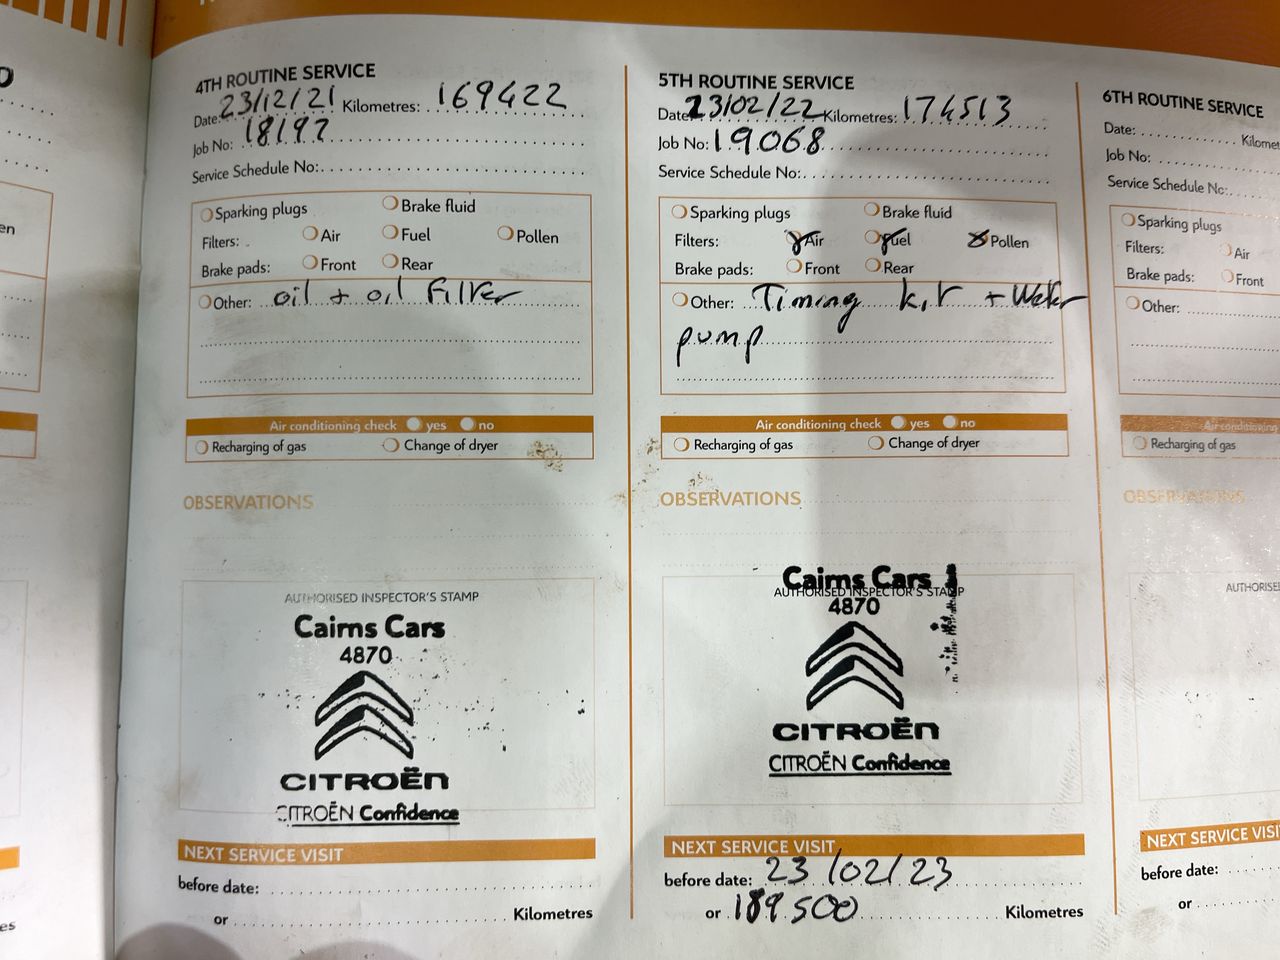 4TH ROUTINE SERVICE
Date: 23/12/21 Kilometres: 169422
Job No: 18197
Service Schedule No:
Sparking plugs Brake fluid
Filters: Air Fuel Pollen
Brake pads: Front Rear
Other: oil + oil Filter
Air conditioning check yes no
Recharging of gas Change of dryer
OBSERVATIONS
AUTHORISED INSPECTOR'S STAMP
Cairns Cars
4870
CITROËN
CITROËN Confidence
NEXT SERVICE VISIT
before date:
or Kilometres
5TH ROUTINE SERVICE
Date: 23/02/22 Kilometres: 174513
Job No: 19068
Service Schedule No:
Sparking plugs Brake fluid
Filters: Air Fuel Pollen
Brake pads: Front Rear
Other: Timing kit + Water
pump
Air conditioning check yes no
Recharging of gas Change of dryer
OBSERVATIONS
Cairns Cars
AUTHORISED INSPECTOR'S STAMP
4870
CITROËN
CITROËN Confidence
NEXT SERVICE VISIT
before date: 23/02/23
or 189500 Kilometres
6TH ROUTINE SERVICE
Date: Kilomet
Job No:
Service Schedule No:
Sparking plugs
Filters: Air
Brake pads: Front
Other:
Air conditioning
Recharging of gas
OBSERVATIONS
AUTHORISE
NEXT SERVICE VISI
before date:
or